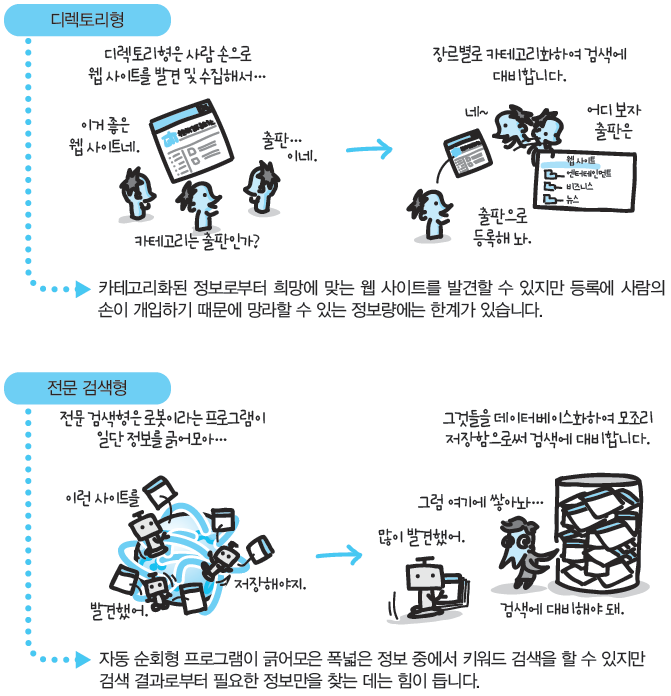 디렉토리형
디렉토리형은 사람 손으로
웹 사이트를 발견 및 수집해서…
이거 좋은
웹 사이트네.
출판…
이네.
카테고리는 출판인가?
장르별로 카테고리화하여 검색에
대비합니다.
네~
어디 보자
출판은
웹 사이트
엔터테인먼트
비즈니스
뉴스
출판으로
등록해 놔.
카테고리화된 정보로부터 희망에 맞는 웹 사이트를 발견할 수 있지만 등록에 사람의
손이 개입하기 때문에 망라할 수 있는 정보량에는 한계가 있습니다.
전문 검색형
전문 검색형은 로봇이라는 프로그램이
일단 정보를 긁어모아…
이런 사이트를
발견했어.
저장해야지.
그것들을 데이터베이스화하여 모조리
저장함으로써 검색에 대비합니다.
그럼 여기에 쌓아놔…
많이 발견했어.
검색에 대비해야 돼.
자동 순회형 프로그램이 긁어모은 폭넓은 정보 중에서 키워드 검색을 할 수 있지만
검색 결과로부터 필요한 정보만을 찾는 데는 힘이 듭니다.